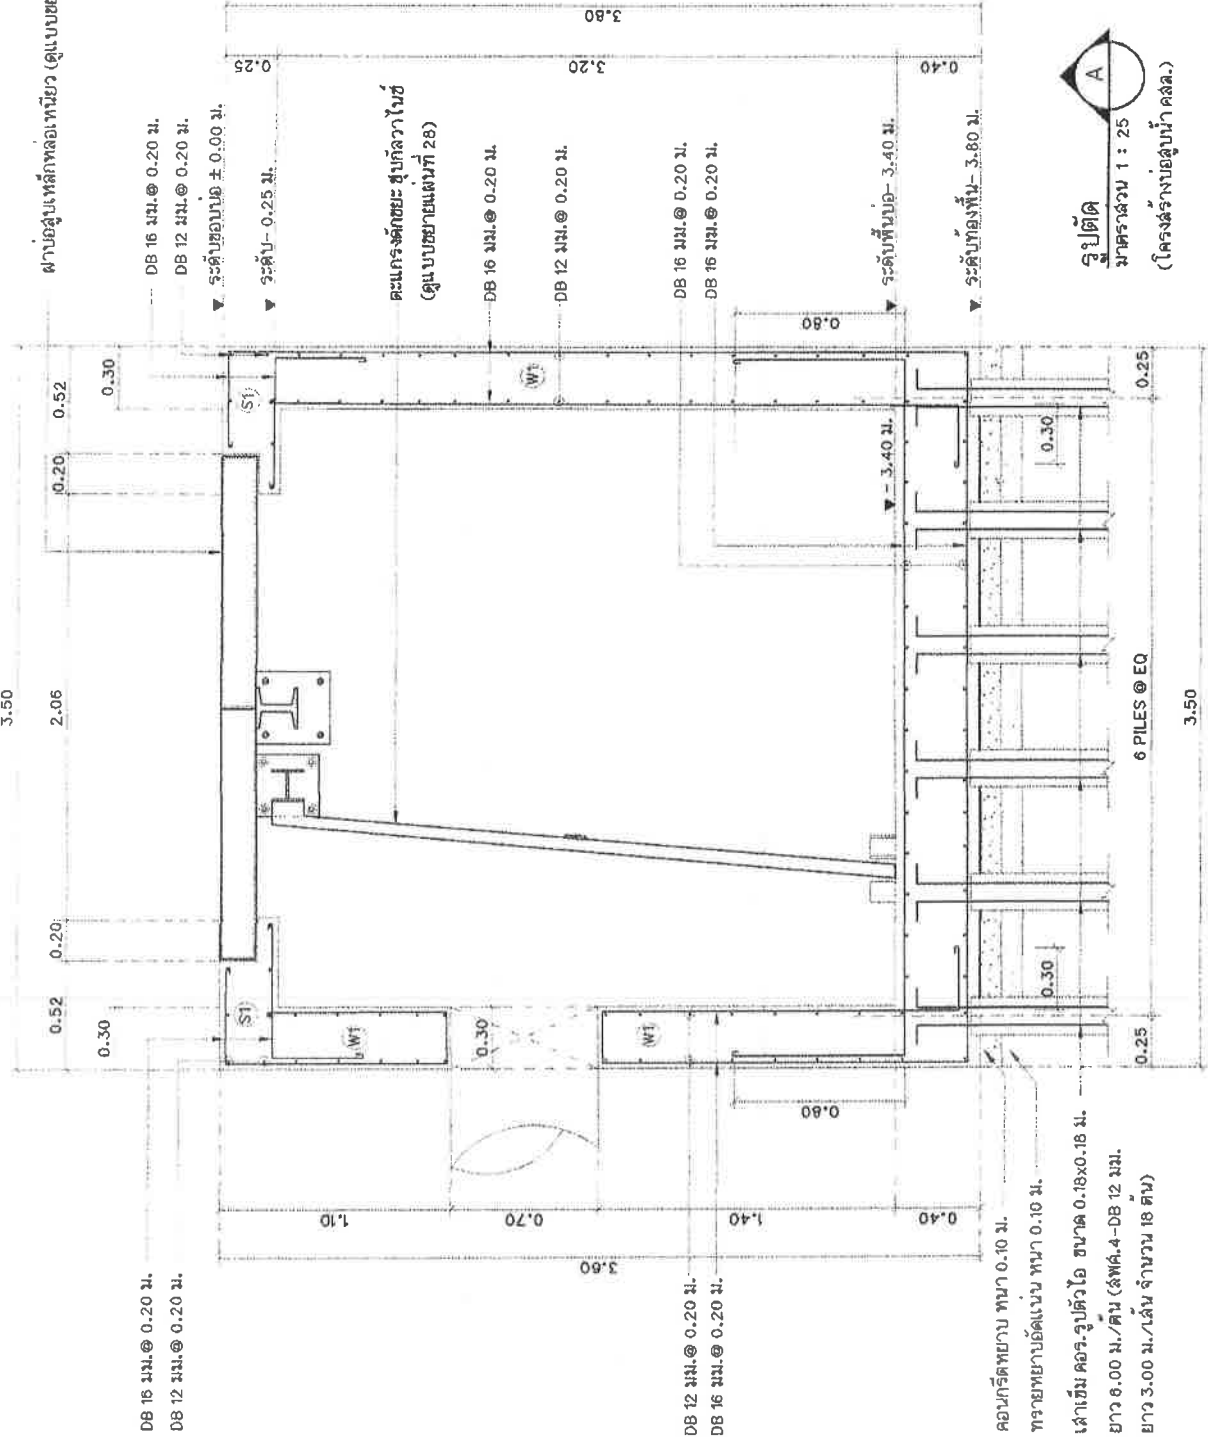 ฝาบ่อสูบเหล็กหล่อเหนียว (ดูแบบขย
3.50
0.52
0.20
2.06
0.20
0.52
0.30
0.30
DB 16 มม.@ 0.20 ม.
DB 12 มม.@ 0.20 ม.
DB 16 มม.@ 0.20 ม.
DB 12 มม.@ 0.20 ม.
ระดับขอบบ่อ ± 0.00 ม.
ระดับ- 0.25 ม.
S1
S1
W1
W1
W1
0.30
ตะแกรงดักขยะ ชุบกัลวาไนซ์
(ดูแบบขยายแผ่นที่ 28)
DB 16 มม.@ 0.20 ม.
DB 12 มม.@ 0.20 ม.
3.80
0.25
3.20
0.40
1.10
0.70
1.40
0.40
3.60
DB 12 มม.@ 0.20 ม.
DB 16 มม.@ 0.20 ม.
DB 16 มม.@ 0.20 ม.
DB 16 มม.@ 0.20 ม.
0.80
0.80
- 3.40 ม.
ระดับพื้นบ่อ- 3.40 ม.
ระดับท้องพื้น- 3.80 ม.
คอนกรีตหยาบ หนา 0.10 ม.
ทรายหยาบอัดแน่น หนา 0.10 ม.
เสาเข็ม คอร.รูปตัวไอ ขนาด 0.18x0.18 ม.
ยาว 6.00 ม./ต้น (สพค.4-DB 12 มม.
ยาว 3.00 ม./เส้น จำนวน 18 ต้น)
0.30
0.30
0.25
6 PILES @ EQ
0.25
3.50
A
รูปตัด
มาตราส่วน 1 : 25
(โครงสร้างบ่อสูบน้ำ คสล.)